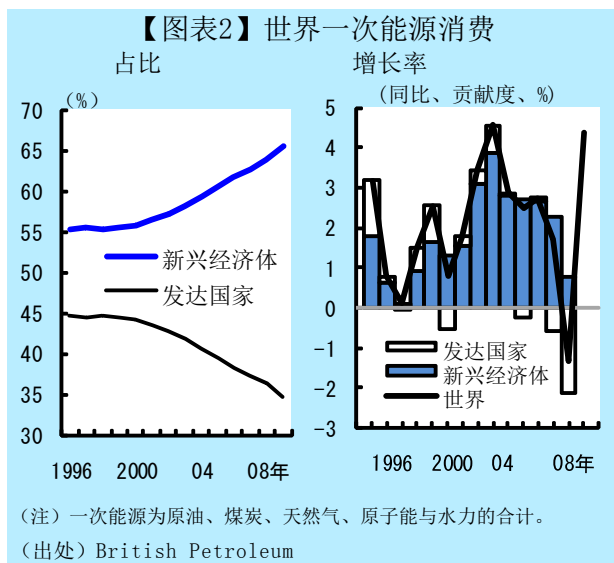 【图表2】世界一次能源消费
占比
(%)
70
65
60
55
50
45
40
35
30
新兴经济体
发达国家
1996 2000 04 08年
增长率
(同比、贡献度、%)
5
4
3
2
1
0
-1
-2
-3
发达国家
新兴经济体
世界
1996 2000 04 08年
(注)一次能源为原油、煤炭、天然气、原子能与水力的合计。
(出处)British Petroleum